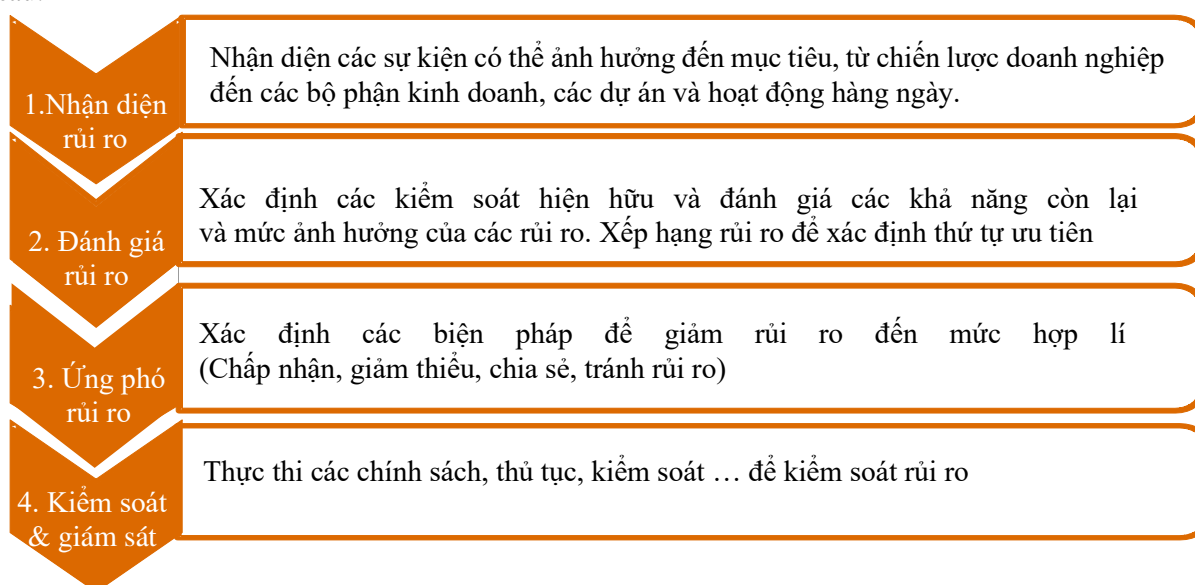 1.Nhận diện
rủi ro
Nhận diện các sự kiện có thể ảnh hưởng đến mục tiêu, từ chiến lược doanh nghiệp
đến các bộ phận kinh doanh, các dự án và hoạt động hàng ngày.
2. Đánh giá
rủi ro
Xác định các kiểm soát hiện hữu và đánh giá các khả năng còn lại
và mức ảnh hưởng của các rủi ro. Xếp hạng rủi ro để xác định thứ tự ưu tiên
3. Ứng phó
rủi ro
Xác định các biện pháp để giảm rủi ro đến mức hợp lí
(Chấp nhận, giảm thiểu, chia sẻ, tránh rủi ro)
4. Kiểm soát
& giám sát
Thực thi các chính sách, thủ tục, kiểm soát … để kiểm soát rủi ro